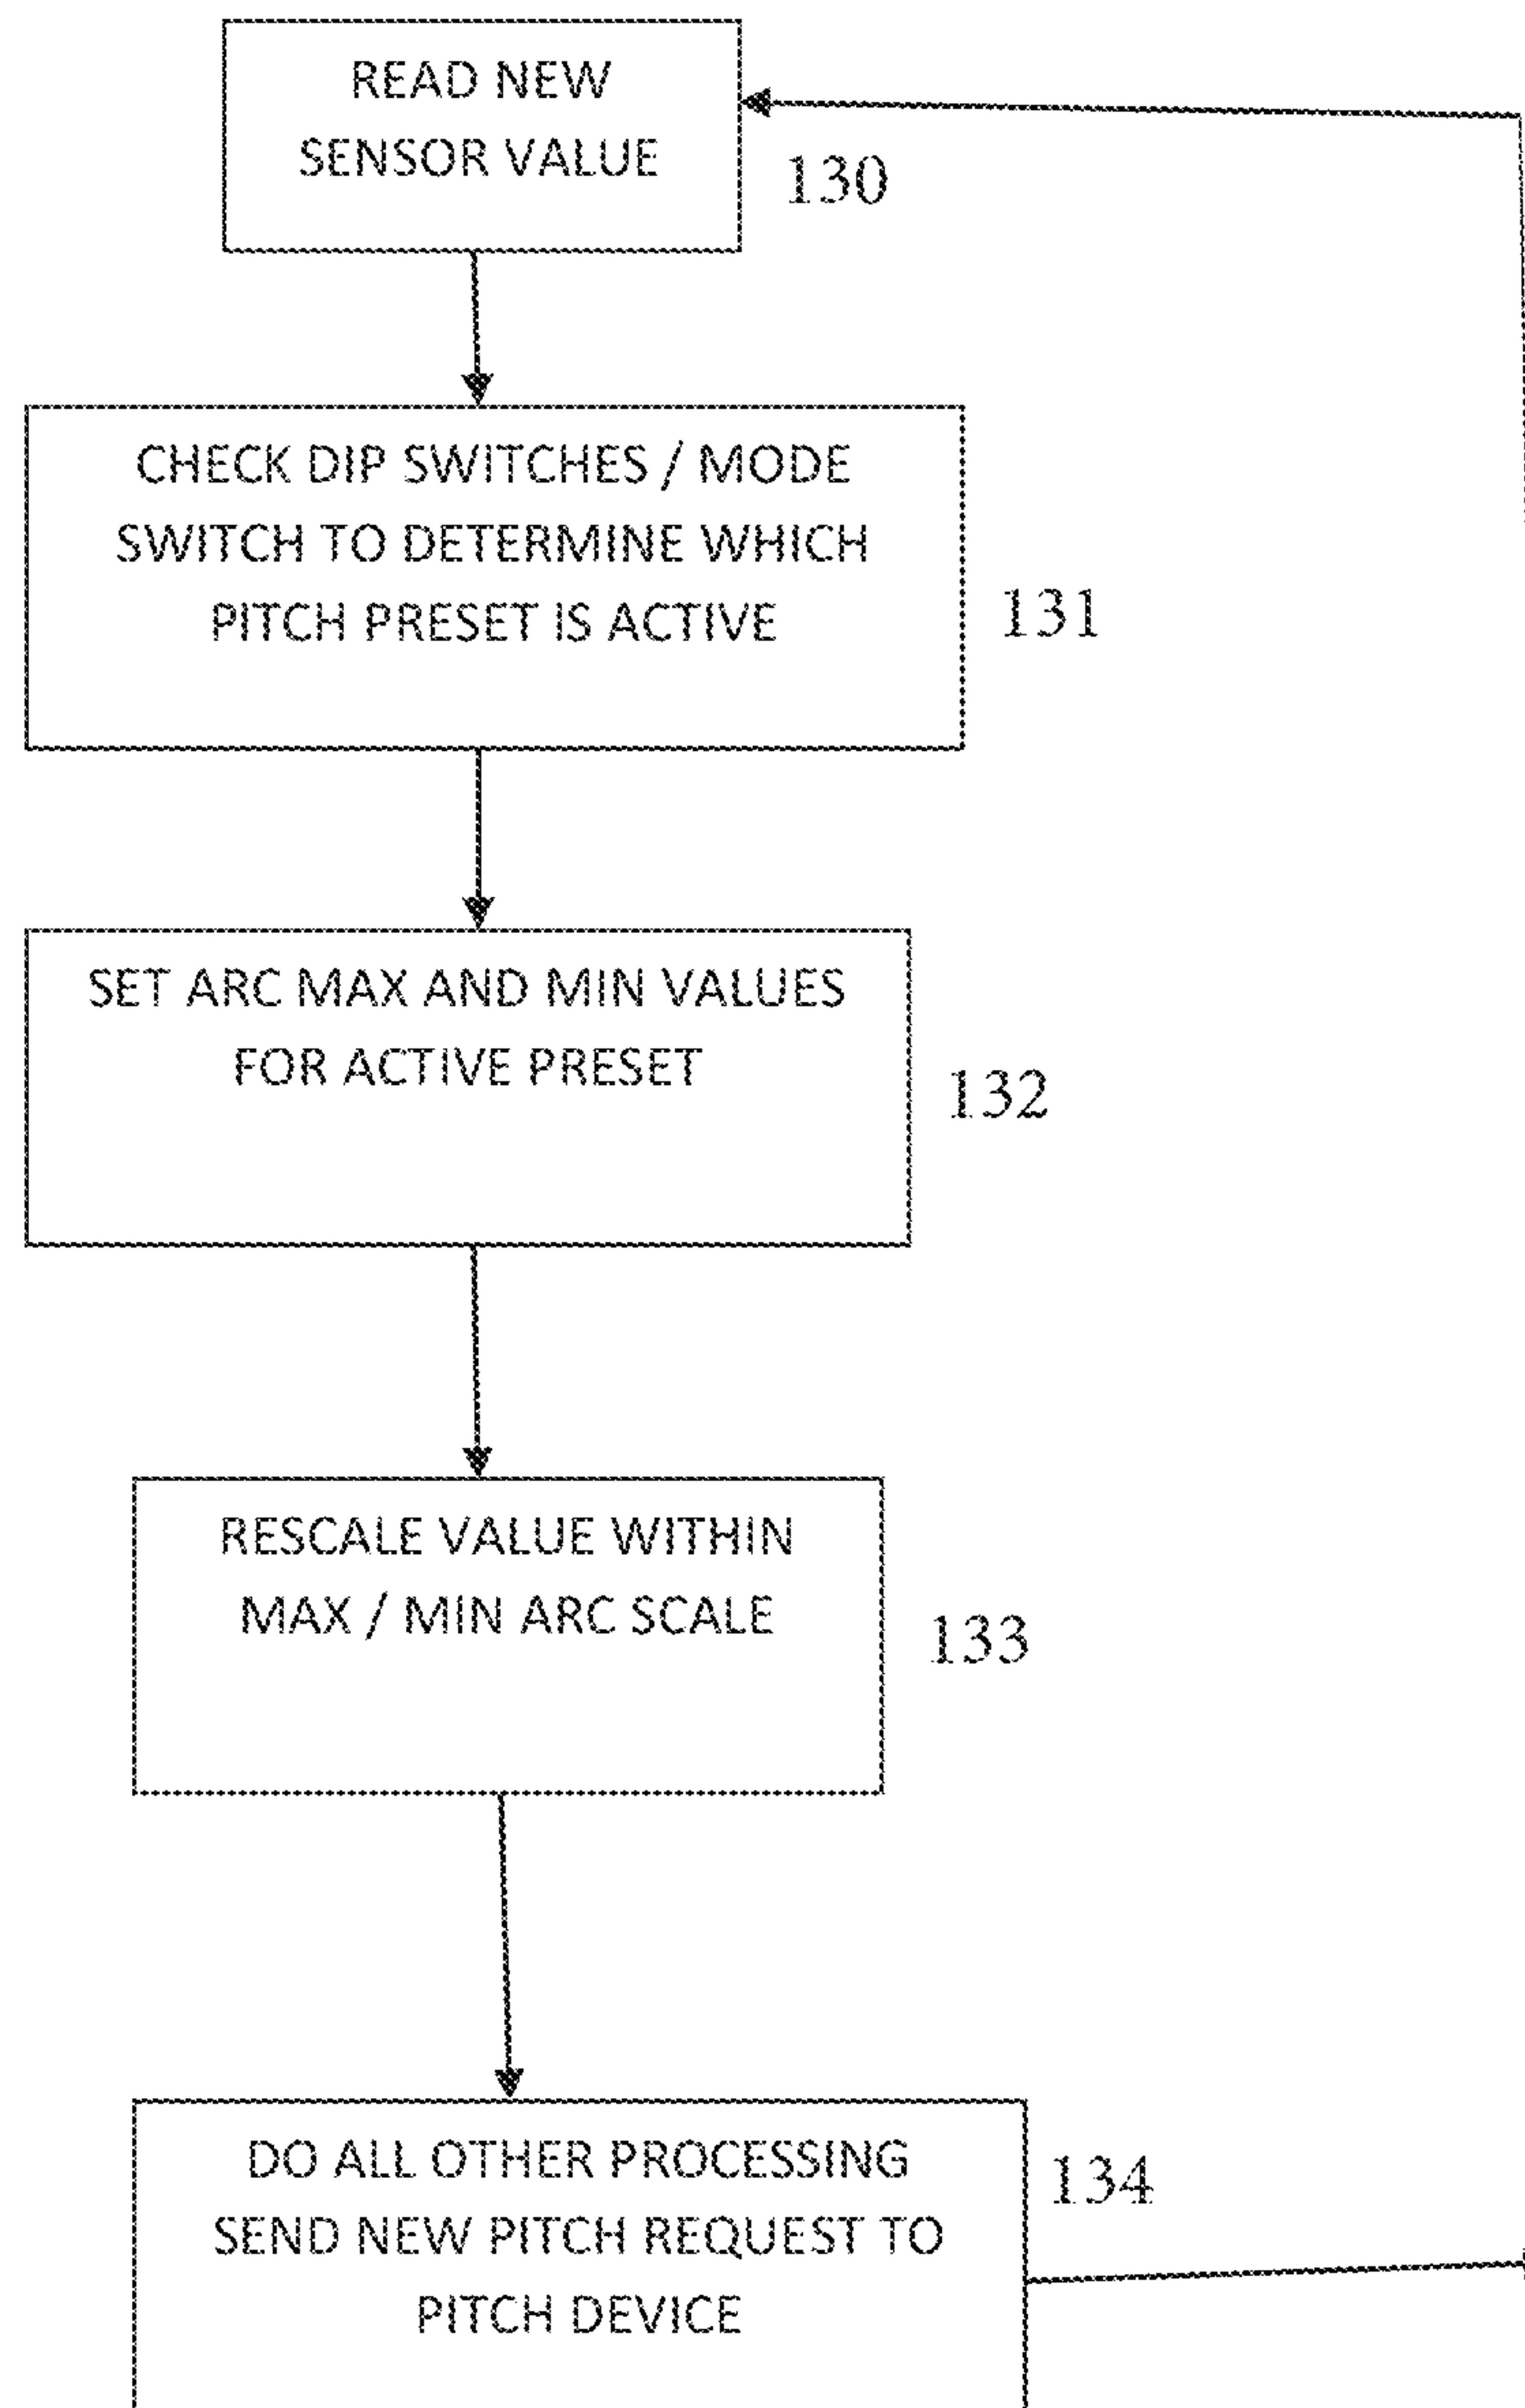 READ NEW
SENSOR VALUE
130
CHECK DIP SWITCHES / MODE
SWITCH TO DETERMINE WHICH
PITCH PRESET IS ACTIVE
131
SET ARC MAX AND MIN VALUES
FOR ACTIVE PRESET
132
RESCALE VALUE WITHIN
MAX / MIN ARC SCALE
133
DO ALL OTHER PROCESSING
SEND NEW PITCH REQUEST TO
PITCH DEVICE
134